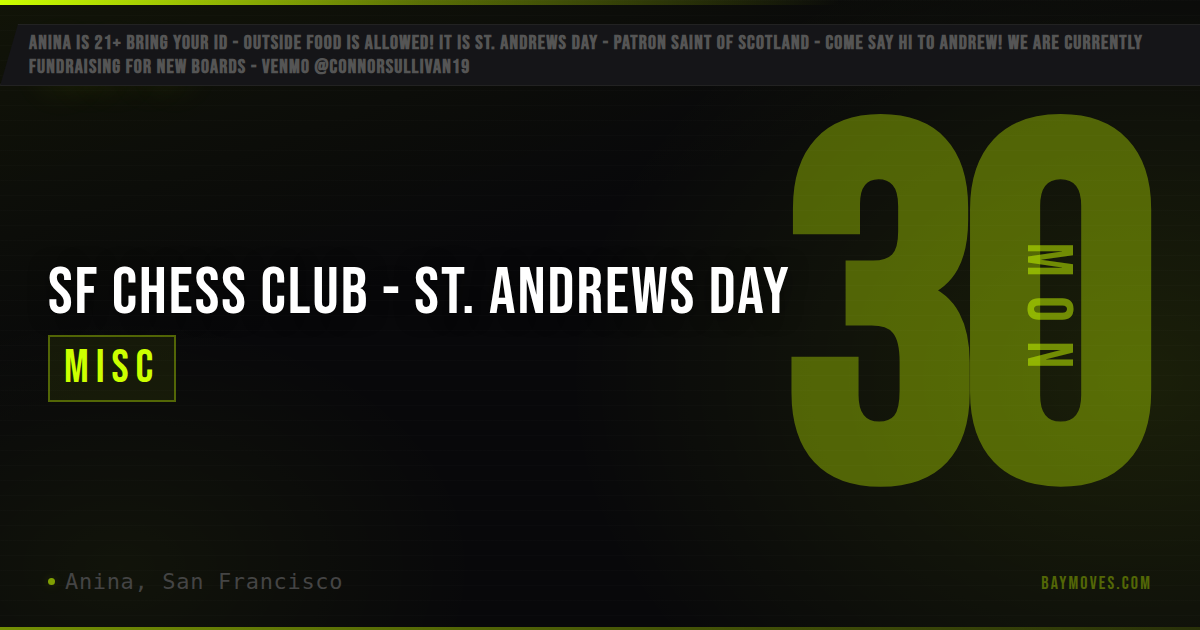 ANINA IS 21+ BRING YOUR ID - OUTSIDE FOOD IS ALLOWED! IT IS ST. ANDREWS DAY - PATRON SAINT OF SCOTLAND - COME SAY HI TO ANDREW! WE ARE CURRENTLY
FUNDRAISING FOR NEW BOARDS - VENMO @CONNORSULLIVAN19
30
MON
SF CHESS CLUB - ST. ANDREWS DAY
MISC
Anina, San Francisco
BAYMOVES.COM